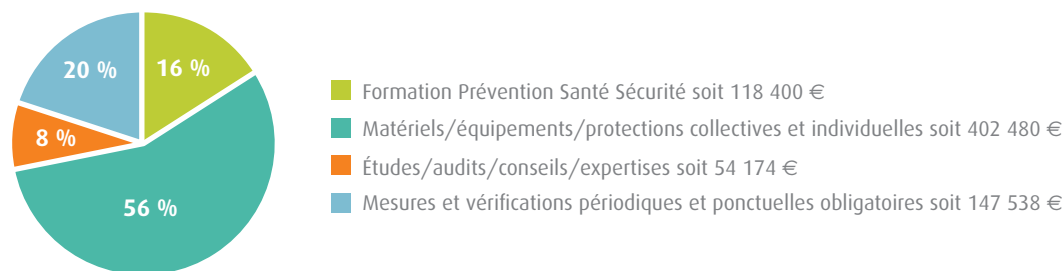 20 %
16 %
8 %
56 %
Formation Prévention Santé Sécurité soit 118 400 €
Matériels/équipements/protections collectives et individuelles soit 402 480 €
Études/audits/conseils/expertises soit 54 174 €
Mesures et vérifications périodiques et ponctuelles obligatoires soit 147 538 €